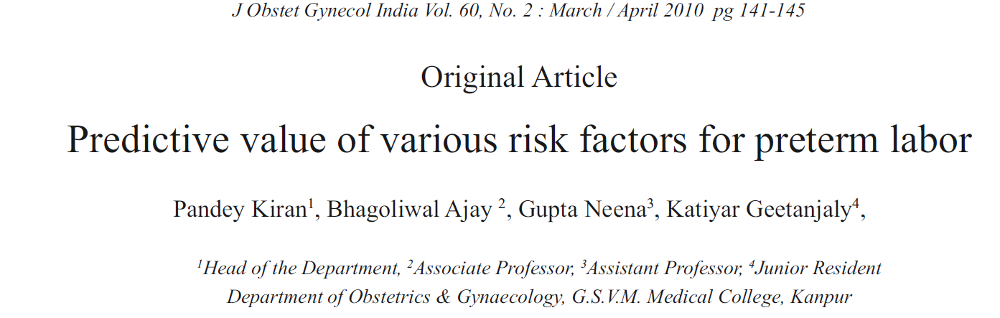 J Obstet Gynecol India Vol. 60, No. 2 : March / April 2010 pg 141-145
Original Article
Predictive value of various risk factors for preterm labor
Pandey Kiran1, Bhagoliwal Ajay 2, Gupta Neena3, Katiyar Geetanjaly4,
1Head of the Department, 2Associate Professor, 3Assistant Professor, 4Junior Resident
Department of Obstetrics & Gynaecology, G.S.V.M. Medical College, Kanpur